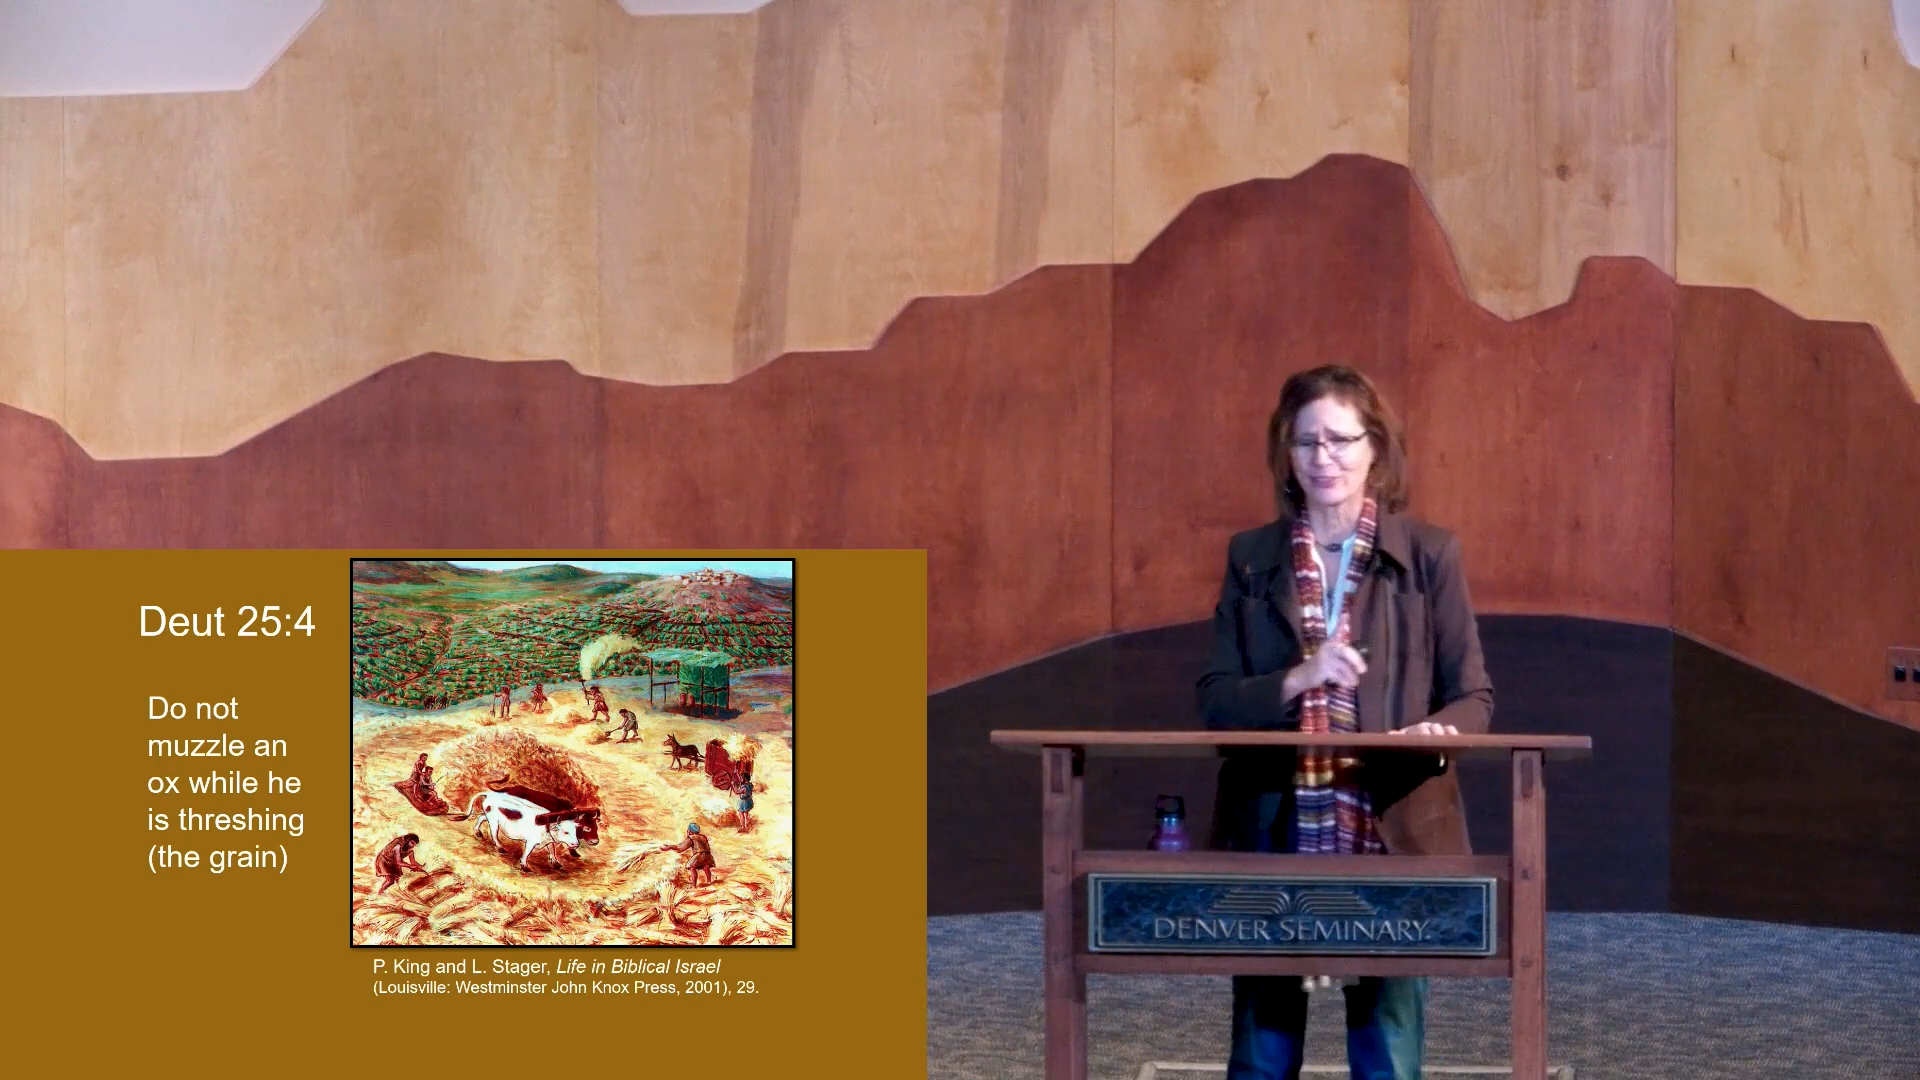 Deut 25:4
Do not
muzzle an
ox while he
is threshing
(the grain)
P. King and L. Stager, Life in Biblical Israel
(Louisville: Westminster John Knox Press, 2001), 29.
DENVER SEMINARY.